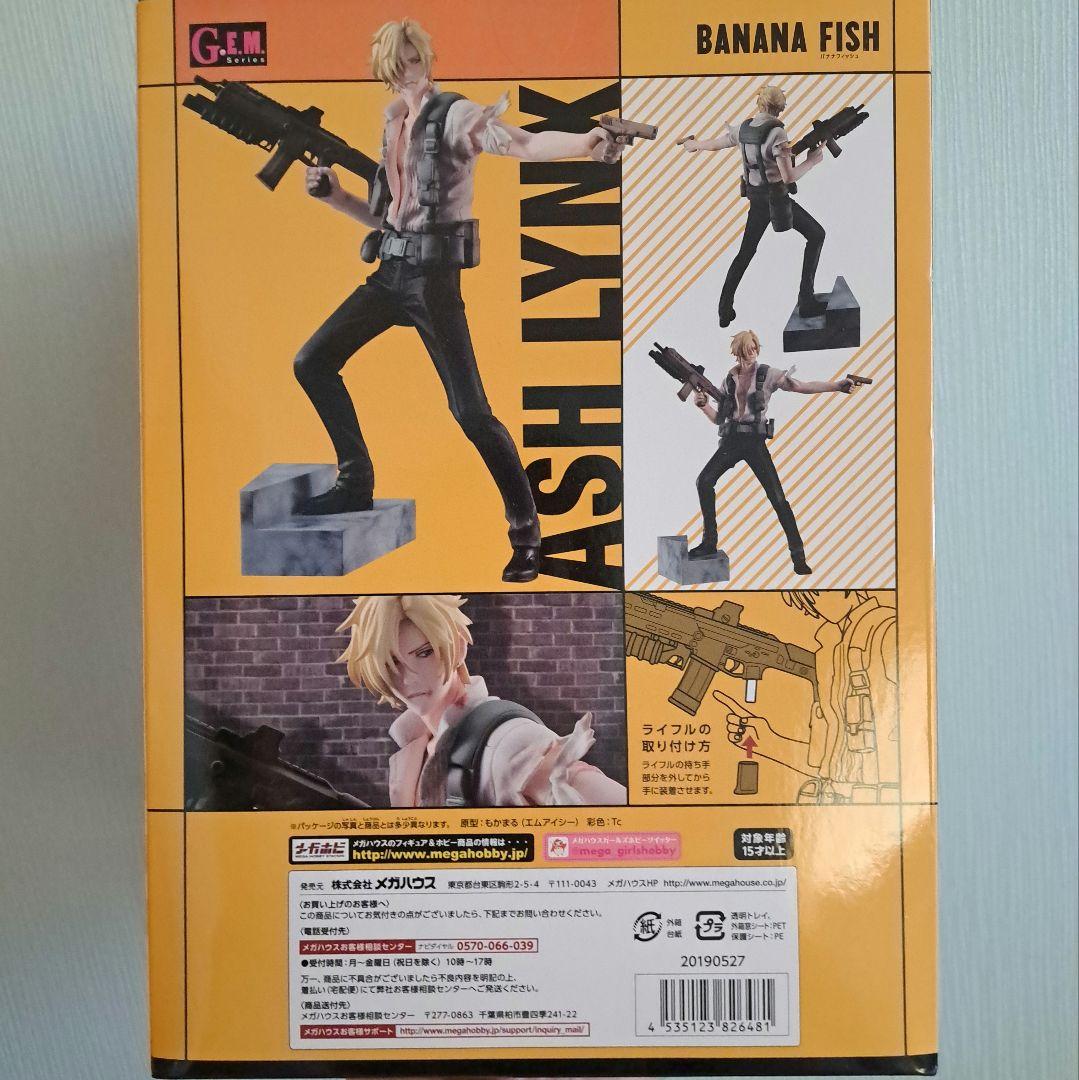 G.E.M.
Series
BANANA FISH
バナナフィッシュ
ASH LYNX
ライフルの
取り付け方
ライフルの持ち手
部分を外してから
手に装着させます。
※パッケージの写真と商品とは多少異なります。 原型：もかまる（エムアイシー） 彩色：Tc
メガホビ
MEGA HOBBY STATION
メガハウスのフィギュア＆ホビー商品の情報は・・・
http://www.megahobby.jp/
メガハウスガールズホビーツイッター
@mega_girlshobby
対象年齢
15才以上
発売元 株式会社 メガハウス 東京都台東区駒形2-5-4 〒111-0043 メガハウスHP http://www.megahouse.co.jp/
〈お買い上げのお客様へ〉
この商品についてお気付きの点がございましたら、下記までお問い合わせください。
〈電話受付先〉
メガハウスお客様相談センター ナビダイヤル 0570-066-039
●受付時間：月〜金曜日（祝日を除く）10時〜17時
万一、商品に不具合がございましたら不良内容を明記の上、
着払い（宅配便）にて弊社お客様相談センターへご発送ください。
〈商品送付先〉
メガハウスお客様相談センター 〒277-0863 千葉県柏市豊四季241-22
メガハウスお客様サポート http://www.megahobby.jp/support/inquiry_mail/
紙
外箱
台紙
プラ
透明トレイ、
外箱窓シート：PET
保護シート：PE
20190527
4 535123 826481